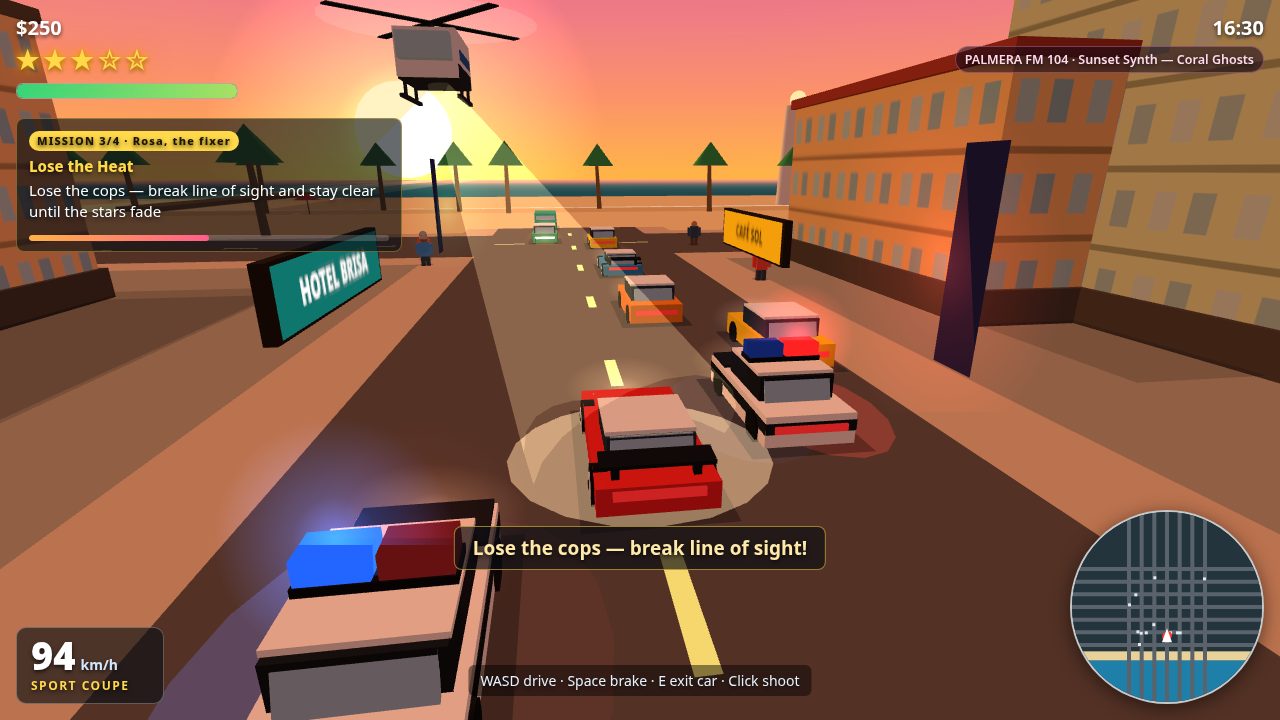 $250
16:30
PALMERA FM 104 · Sunset Synth — Coral Ghosts
MISSION 3/4 · Rosa, the fixer
Lose the Heat
Lose the cops — break line of sight and stay clear
until the stars fade
HOTEL BRISA
CAFÉ SOL
Lose the cops — break line of sight!
94 km/h
SPORT COUPE
WASD drive · Space brake · E exit car · Click shoot